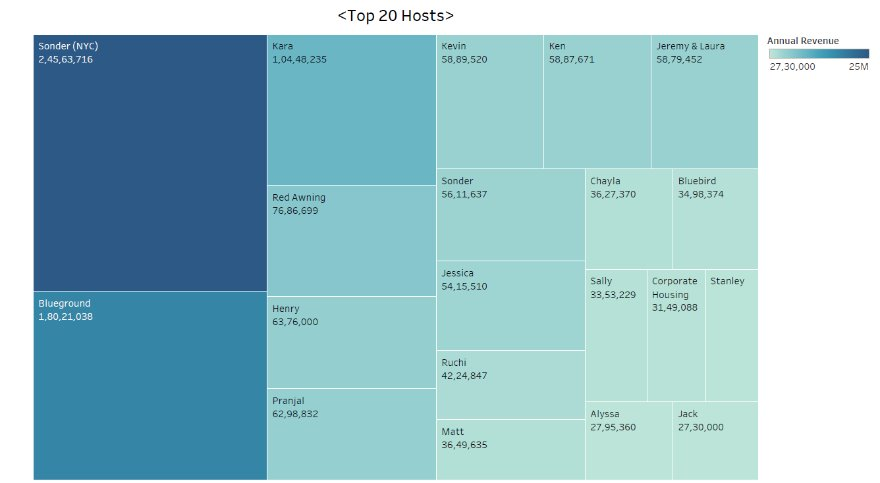 <Top 20 Hosts>
Sonder (NYC)
2,45,63,716
Blueground
1,80,21,038
Kara
1,04,48,235
Red Awning
76,86,699
Henry
63,76,000
Pranjal
62,98,832
Kevin
58,89,520
Ken
58,87,671
Jeremy & Laura
58,79,452
Sonder
56,11,637
Jessica
54,15,510
Ruchi
42,24,847
Matt
36,49,635
Chayla
36,27,370
Bluebird
34,98,374
Sally
33,53,229
Corporate
Housing
31,49,088
Stanley
Alyssa
27,95,360
Jack
27,30,000
Annual Revenue
27,30,000
25M